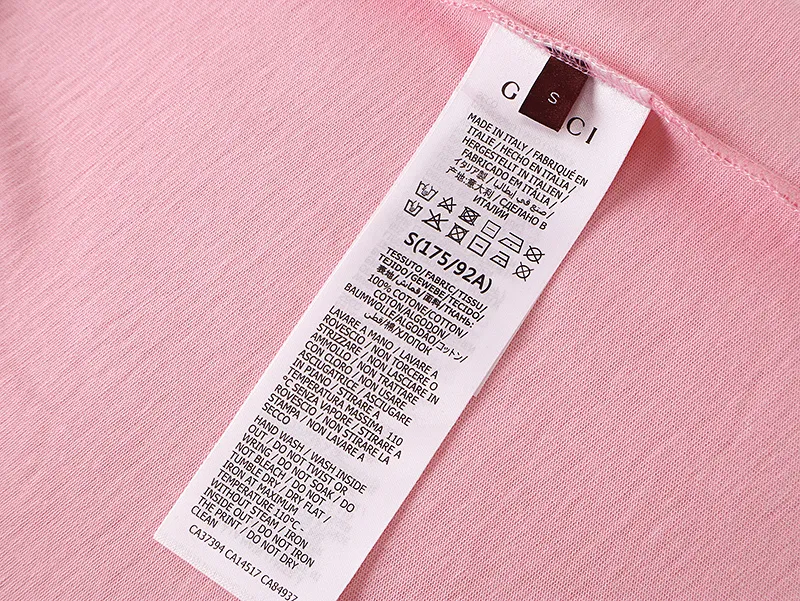 G CCI
S
MADE IN ITALY / FABRIQUÉ EN
ITALIE / HECHO EN ITALIA /
HERGESTELLT IN ITALIEN /
FABRICADO EM ITÁLIA /
イタリア製 / صنع في إيطاليا /
产地:意大利 / СДЕЛАНО В
ИТАЛИИ
S(175/92A)
TESSUTO/FABRIC/TISSU/
TEJIDO/GEWEBE/TECIDO/
表地/قماش/面料/ТКАНЬ:
100% COTONE/COTTON/
COTON/ALGODON/
BAUMWOLLE/ALGODÃO/コットン/
قطن/棉/ХЛОПОК
LAVARE A MANO / LAVARE A
ROVESCIO / NON TORCERE O
STRIZZARE / NON LASCIARE IN
AMMOLLO / NON TRATTARE
CON CLORO / NON USARE
ASCIUGATRICE / ASCIUGARE
IN PIANO / STIRARE A
TEMPERATURA MASSIMA 110
°C SENZA VAPORE / STIRARE A
ROVESCIO / NON STIRARE LA
STAMPA / NON LAVARE A
SECCO
HAND WASH / WASH INSIDE
OUT / DO NOT TWIST OR
WRING / DO NOT SOAK / DO
NOT BLEACH / DO NOT
TUMBLE DRY / DRY FLAT /
IRON AT MAXIMUM
TEMPERATURE 110°C -
WITHOUT STEAM / IRON
INSIDE OUT / DO NOT IRON
THE PRINT / DO NOT DRY
CLEAN
CA37394 CA14517 CA84937